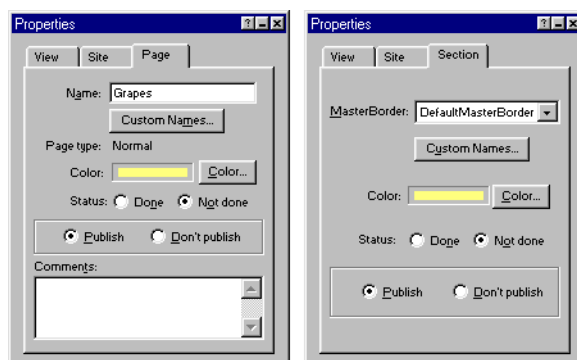 Properties
View Site Page
Name: Grapes
Custom Names...
Page type: Normal
Color: Color...
Status: Done Not done
Publish Don't publish
Comments:
Properties
View Site Section
MasterBorder: DefaultMasterBorder
Custom Names...
Color: Color...
Status: Done Not done
Publish Don't publish